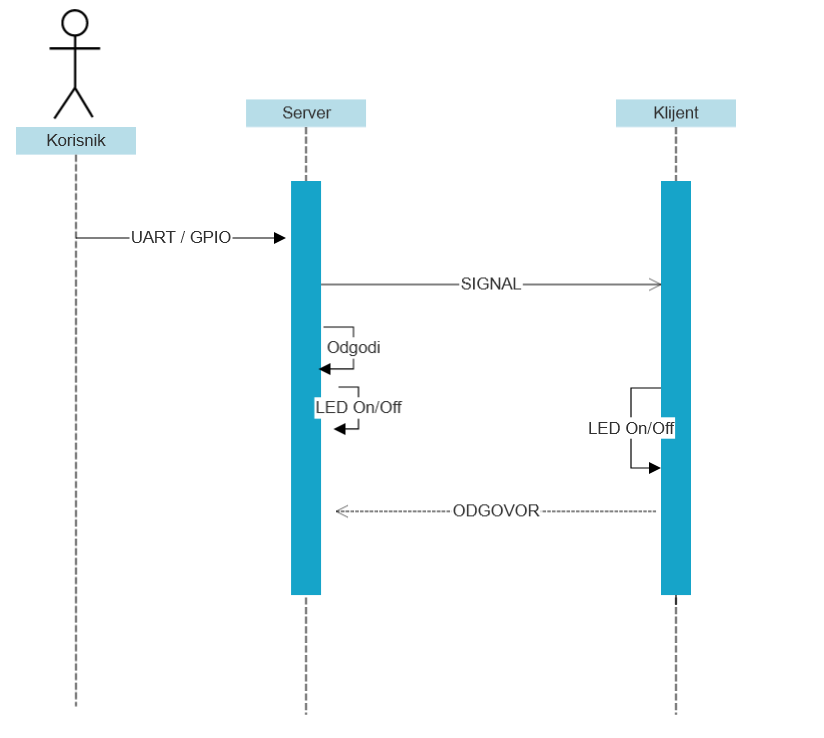 Korisnik
Server
Klijent
UART / GPIO
SIGNAL
Odgodi
LED On/Off
LED On/Off
ODGOVOR